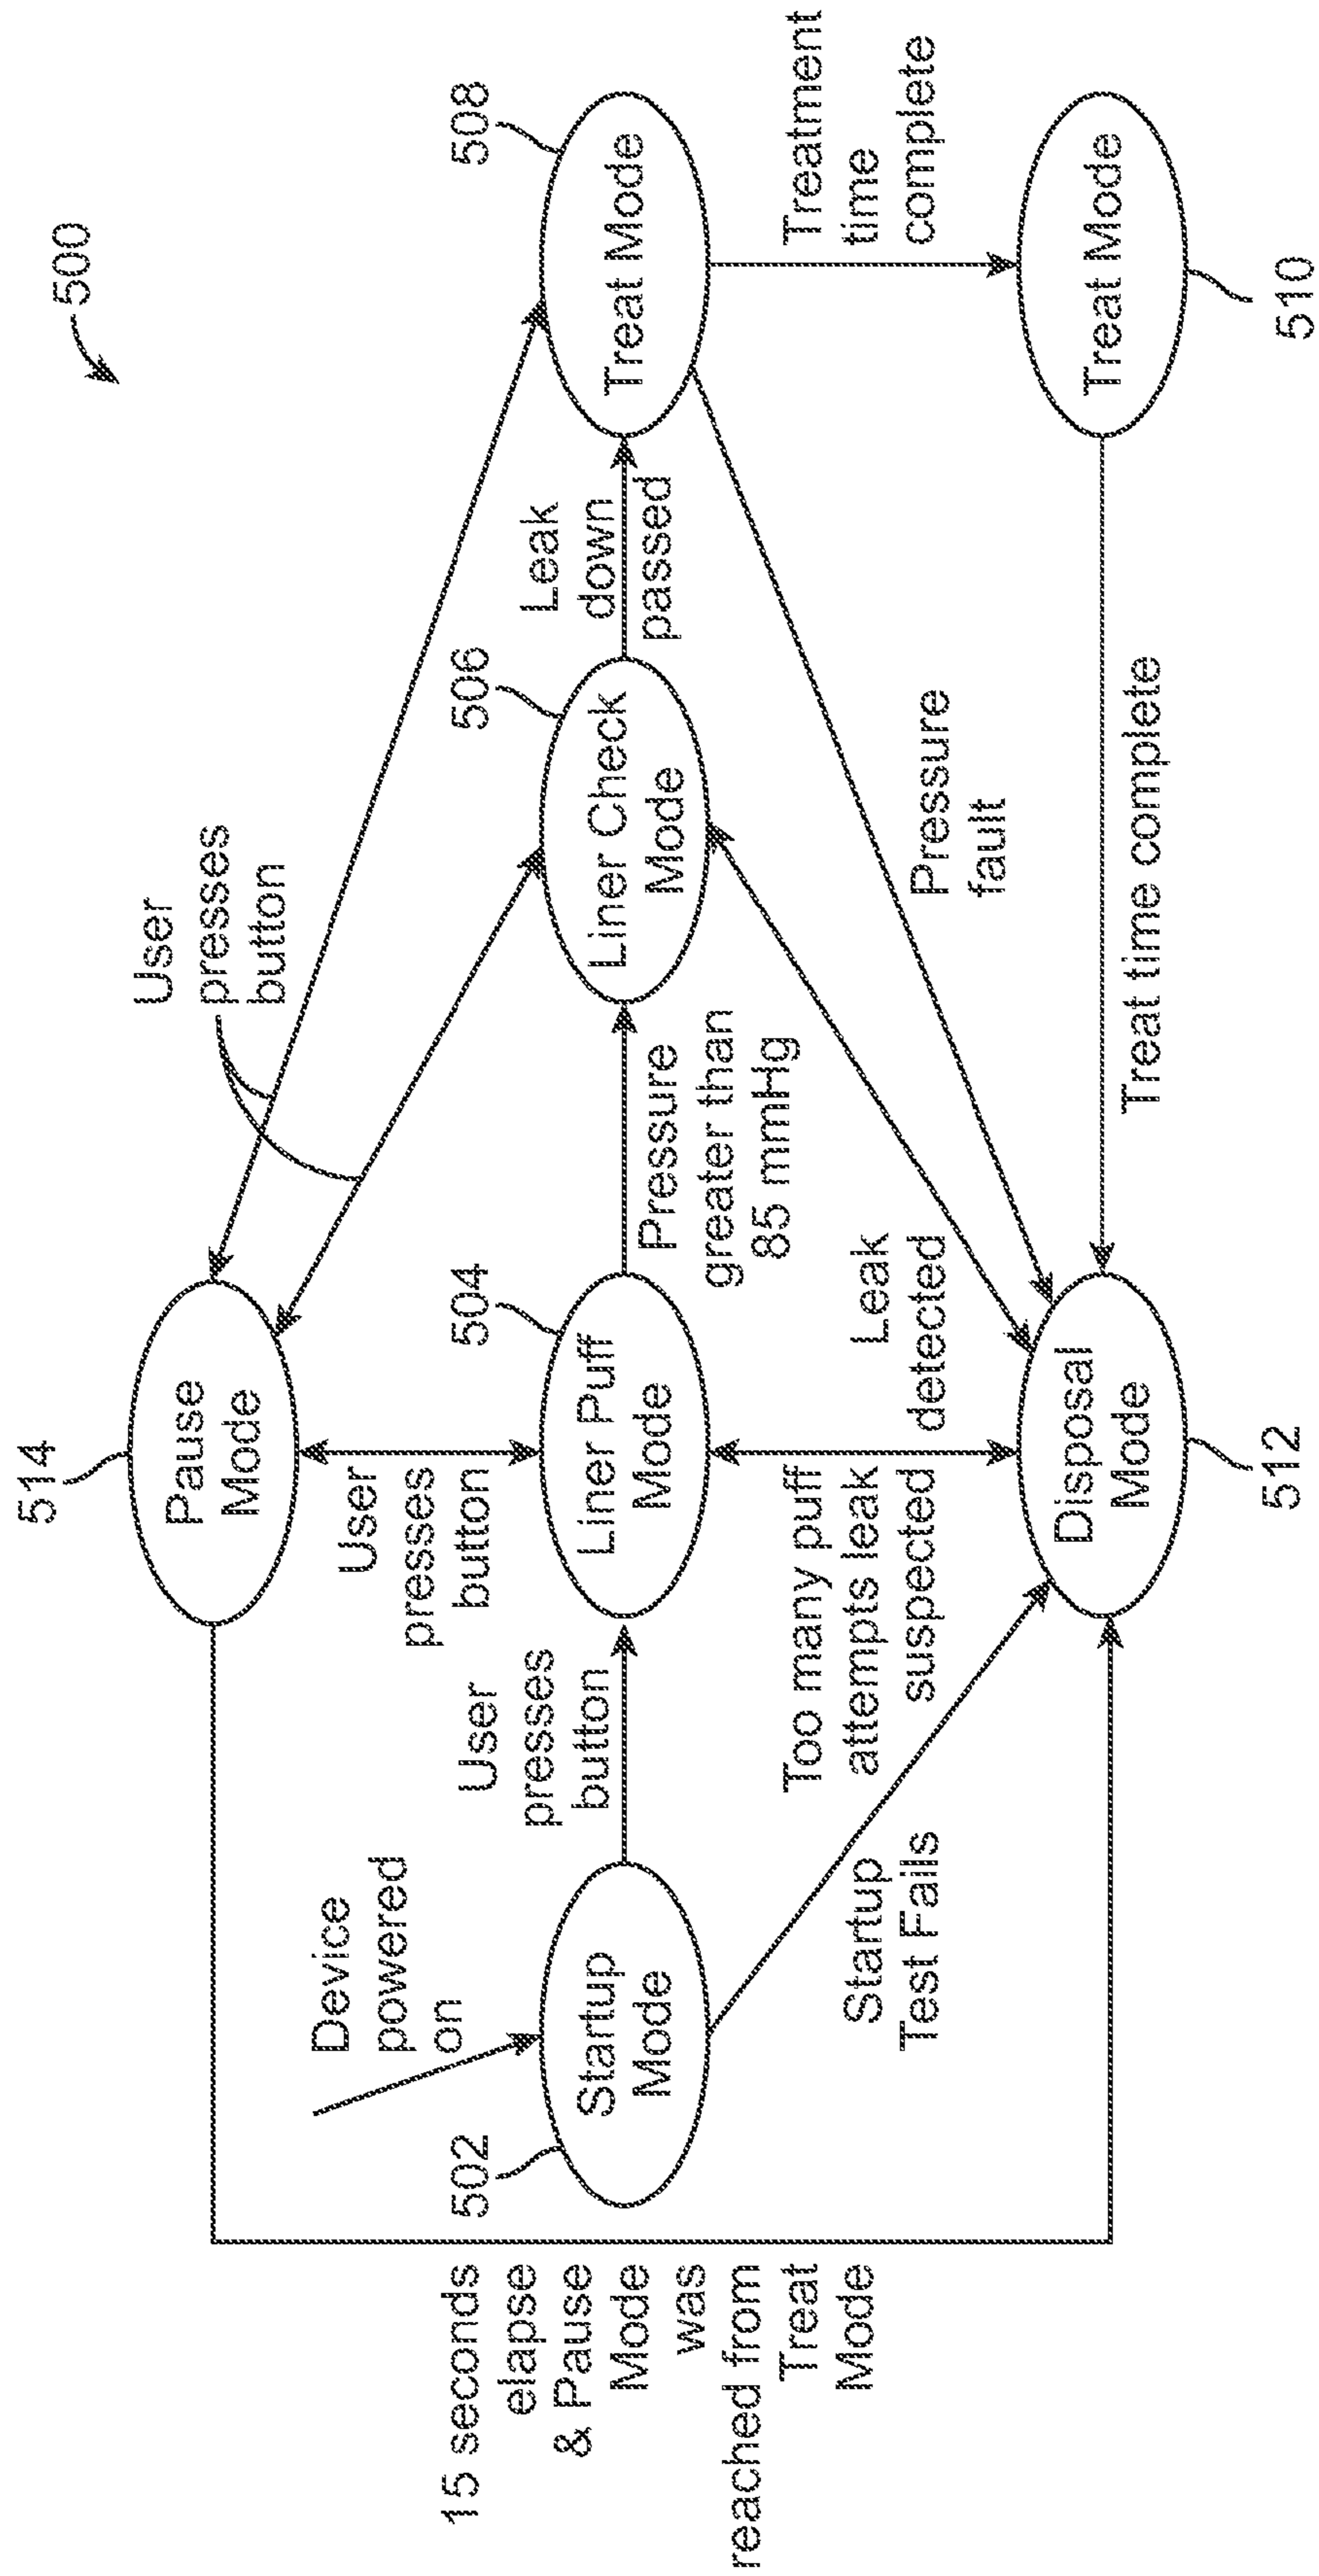 500
514
Pause
Mode
User
presses
button
Device
powered
on
User
presses
button
User
presses
button
502
Startup
Mode
504
Liner Puff
Mode
Pressure
greater than
85 mmHg
506
Liner Check
Mode
Leak
down
passed
508
Treat Mode
15 seconds
elapse
& Pause
Mode
was
reached from
Treat
Mode
Startup
Test Fails
Too many puff
attempts leak
suspected
Leak
detected
Pressure
fault
Treatment
time
complete
Disposal
Mode
512
Treat time complete
Treat Mode
510